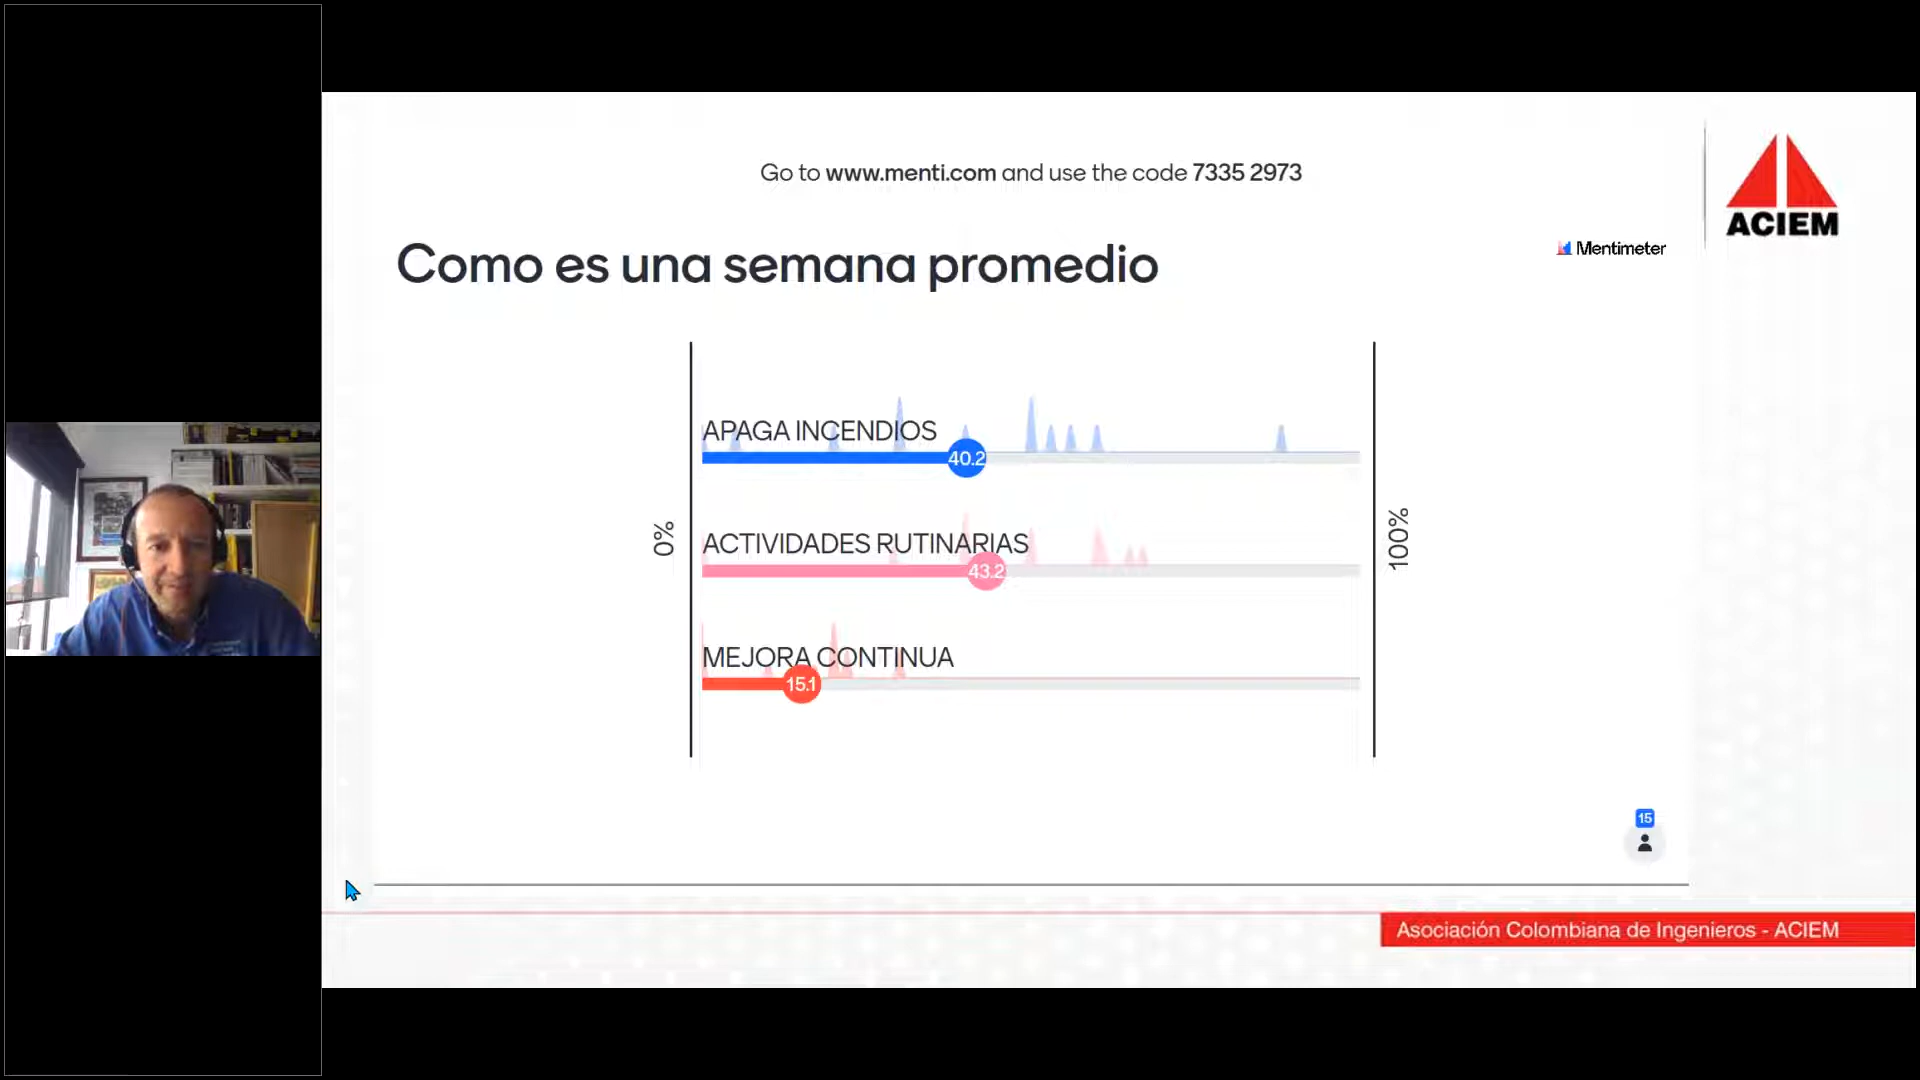 Go to www.menti.com and use the code 7335 2973
ACIEM
Como es una semana promedio
Mentimeter
APAGA INCENDIOS
40.2
0%
ACTIVIDADES RUTINARIAS
43.2
100%
MEJORA CONTINUA
15.1
15
Asociación Colombiana de Ingenieros - ACIEM